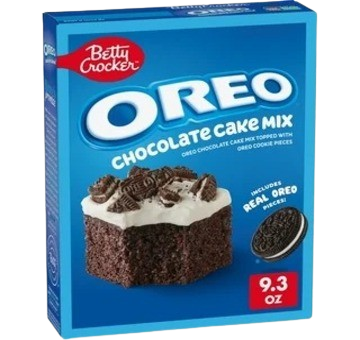 Betty
Crocker
OREO
CHOCOLATE CAKE MIX
OREO CHOCOLATE CAKE MIX TOPPED WITH
OREO COOKIE PIECES
INCLUDES
REAL OREO
PIECES!
OREO
9.3
OZ